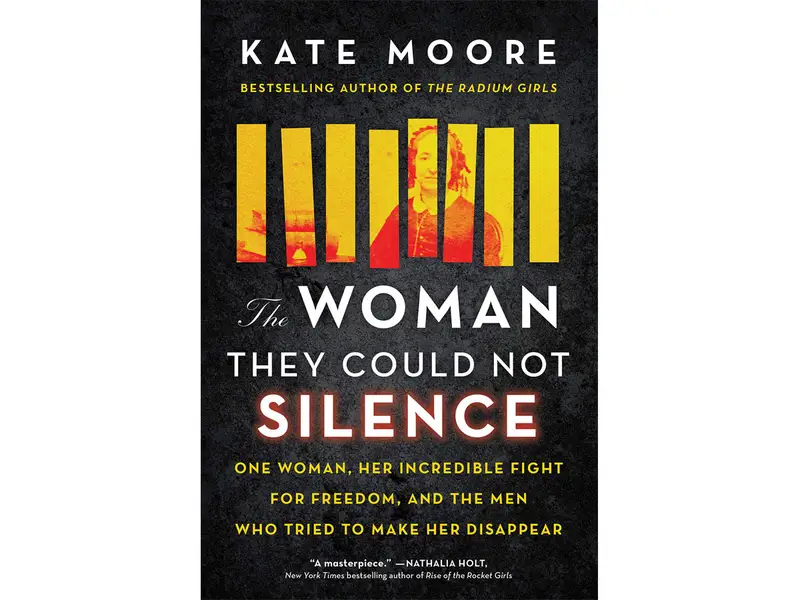 KATE MOORE
BESTSELLING AUTHOR OF THE RADIUM GIRLS
The WOMAN
THEY COULD NOT
SILENCE
ONE WOMAN, HER INCREDIBLE FIGHT
FOR FREEDOM, AND THE MEN
WHO TRIED TO MAKE HER DISAPPEAR
“A masterpiece.” —NATHALIA HOLT,
New York Times bestselling author of Rise of the Rocket Girls